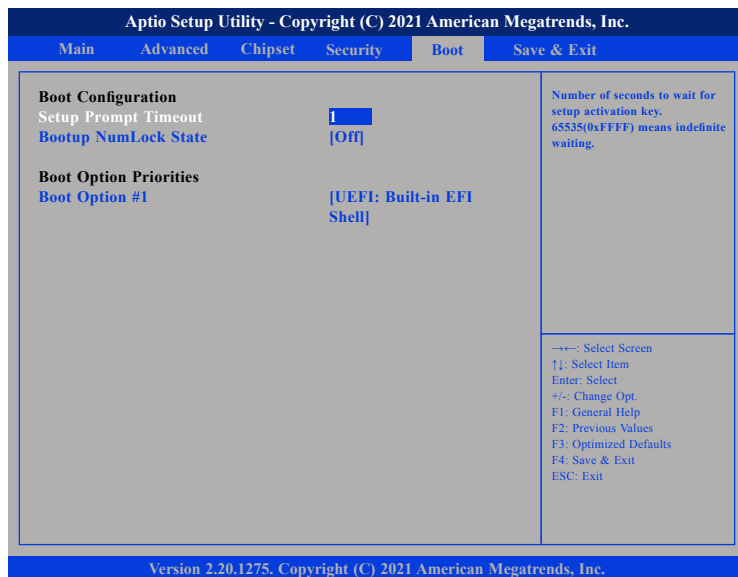 Aptio Setup Utility - Copyright (C) 2021 American Megatrends, Inc.
Main Advanced Chipset Security Boot Save & Exit
Boot Configuration
Setup Prompt Timeout 1
Bootup NumLock State [Off]
Boot Option Priorities
Boot Option #1 [UEFI: Built-in EFI
Shell]
Number of seconds to wait for
setup activation key.
65535(0xFFFF) means indefinite
waiting.
→←: Select Screen
↑↓: Select Item
Enter: Select
+/-: Change Opt.
F1: General Help
F2: Previous Values
F3: Optimized Defaults
F4: Save & Exit
ESC: Exit
Version 2.20.1275. Copyright (C) 2021 American Megatrends, Inc.